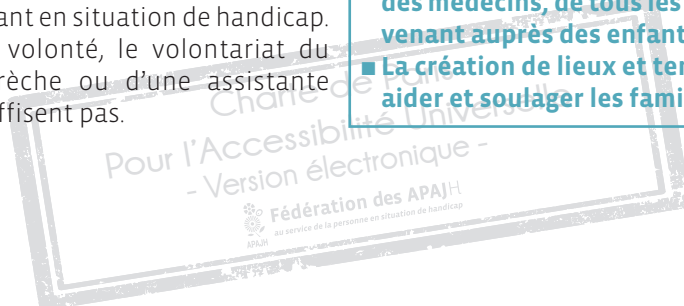 ant en situation de handicap.
volonté, le volontariat du
rèche ou d'une assistante
ffisent pas.
des médecins, de tous les
venant auprès des enfant
■ La création de lieux et ter
aider et soulager les fami
Charte de Paris
Pour l'Accessibilité Universelle
- Version électronique -
Fédération des APAJH
au service de la personne en situation de handicap
APAJH